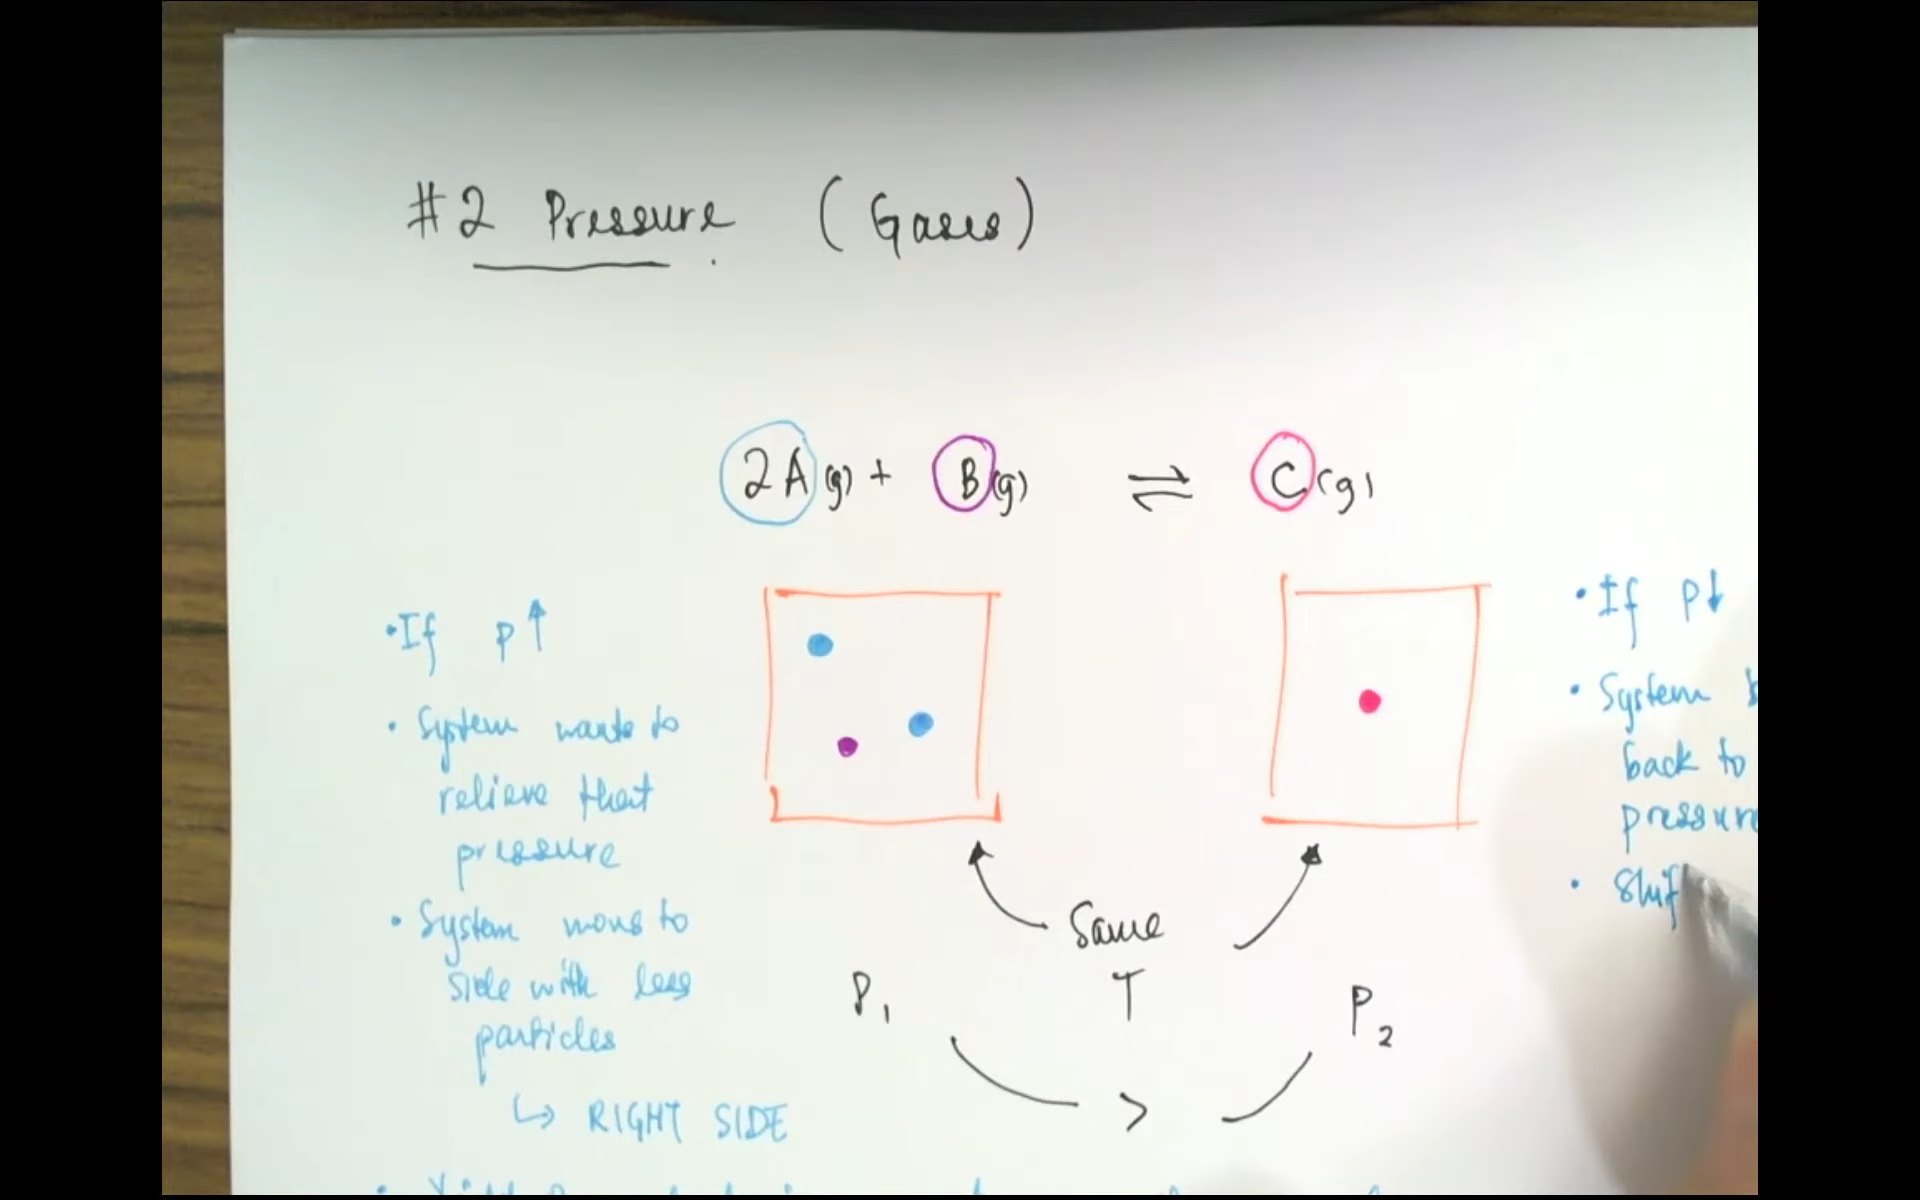 #2 Pressure (Gases)
2A(g) + B(g) ⇌ C(g)
•If p↑
• System wants to
relieve that
pressure
• System moves to
side with less
particles
↳ RIGHT SIDE
Same
T
P₁ > P₂
•If P↓
• System
back to
pressure
• Shif